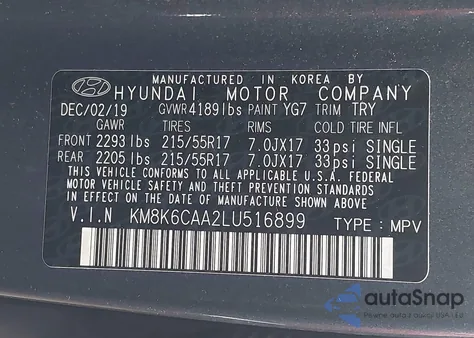 MANUFACTURED IN KOREA BY
HYUNDAI MOTOR COMPANY
DEC/02/19 GVWR 4189lbs PAINT YG7 TRIM TRY
GAWR TIRES RIMS COLD TIRE INFL
FRONT 2293 lbs 215/55R17 7.0JX17 33psi SINGLE
REAR 2205 lbs 215/55R17 7.0JX17 33psi SINGLE
THIS VEHICLE CONFORMS TO ALL APPLICABLE U.S.A. FEDERAL
MOTOR VEHICLE SAFETY AND THEFT PREVENTION STANDARDS
IN EFFECT ON THE DATE OF MANUFACTURE SHOWN ABOVE.
V.I.N KM8K6CAA2LU516899 TYPE: MPV
autoSnap